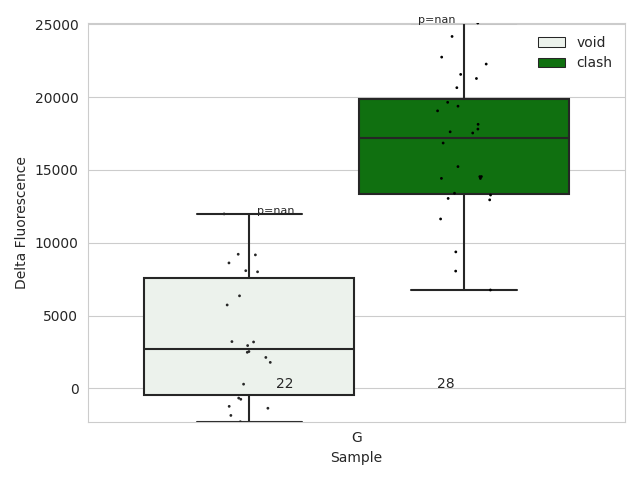 25000
p=nan
void
clash
20000
15000
p=nan
10000
5000
22
28
0
Delta Fluorescence
G
Sample